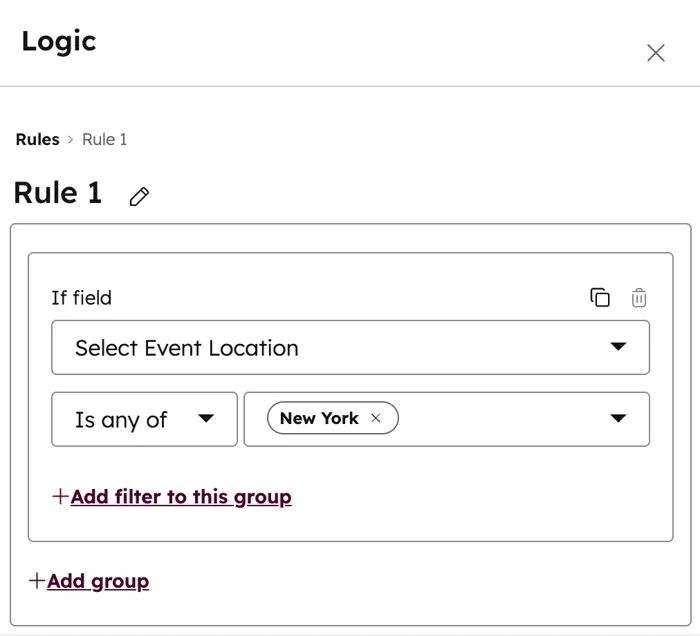 Logic
Rules > Rule 1
Rule 1
If field
Select Event Location
Is any of New York ×
+Add filter to this group
+Add group